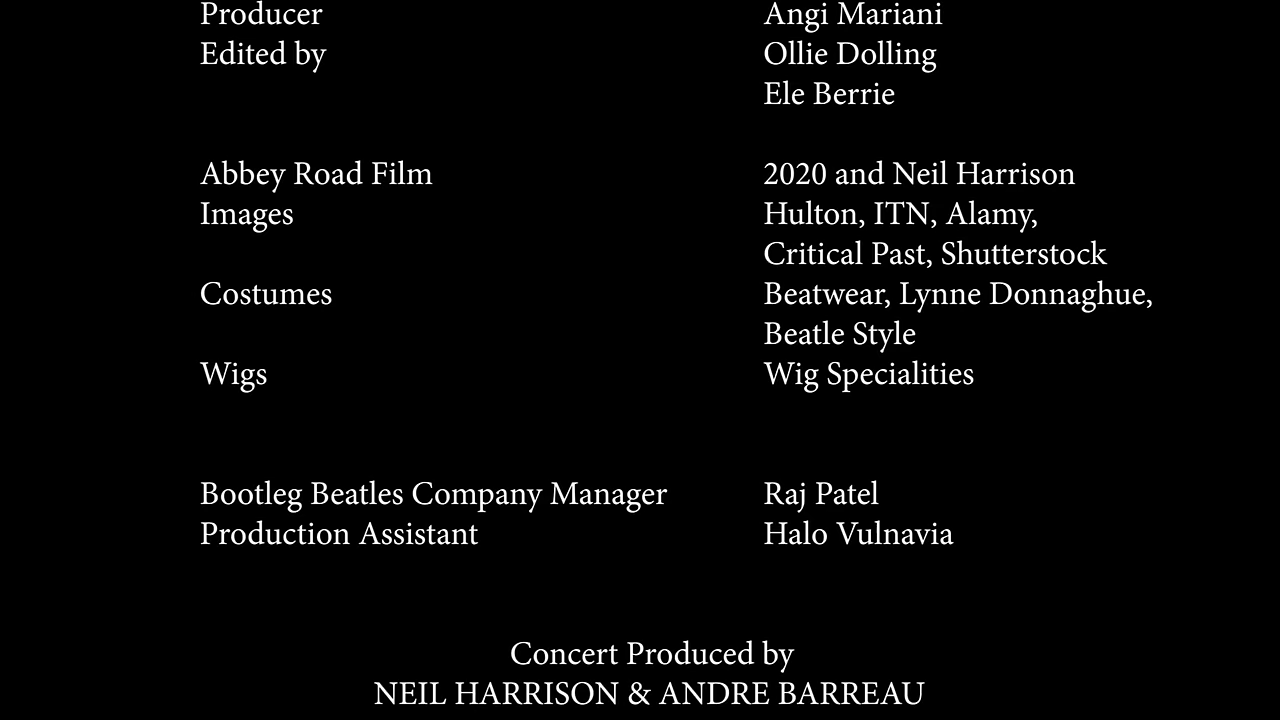 Producer Angi Mariani
Edited by Ollie Dolling
Ele Berrie
Abbey Road Film 2020 and Neil Harrison
Images Hulton, ITN, Alamy,
Critical Past, Shutterstock
Costumes Beatwear, Lynne Donnaghue,
Beatle Style
Wigs Wig Specialities
Bootleg Beatles Company Manager Raj Patel
Production Assistant Halo Vulnavia
Concert Produced by
NEIL HARRISON & ANDRE BARREAU